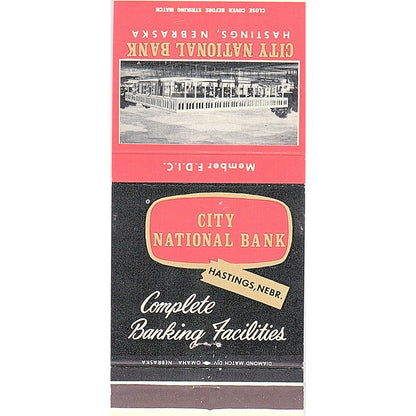 CLOSE COVER BEFORE STRIKING MATCH
HASTINGS, NEBRASKA
CITY NATIONAL BANK
Member F.D.I.C.
CITY
NATIONAL BANK
HASTINGS, NEBR.
Complete
Banking Facilities
DIAMOND MATCH DIV. OMAHA, NEBRASKA